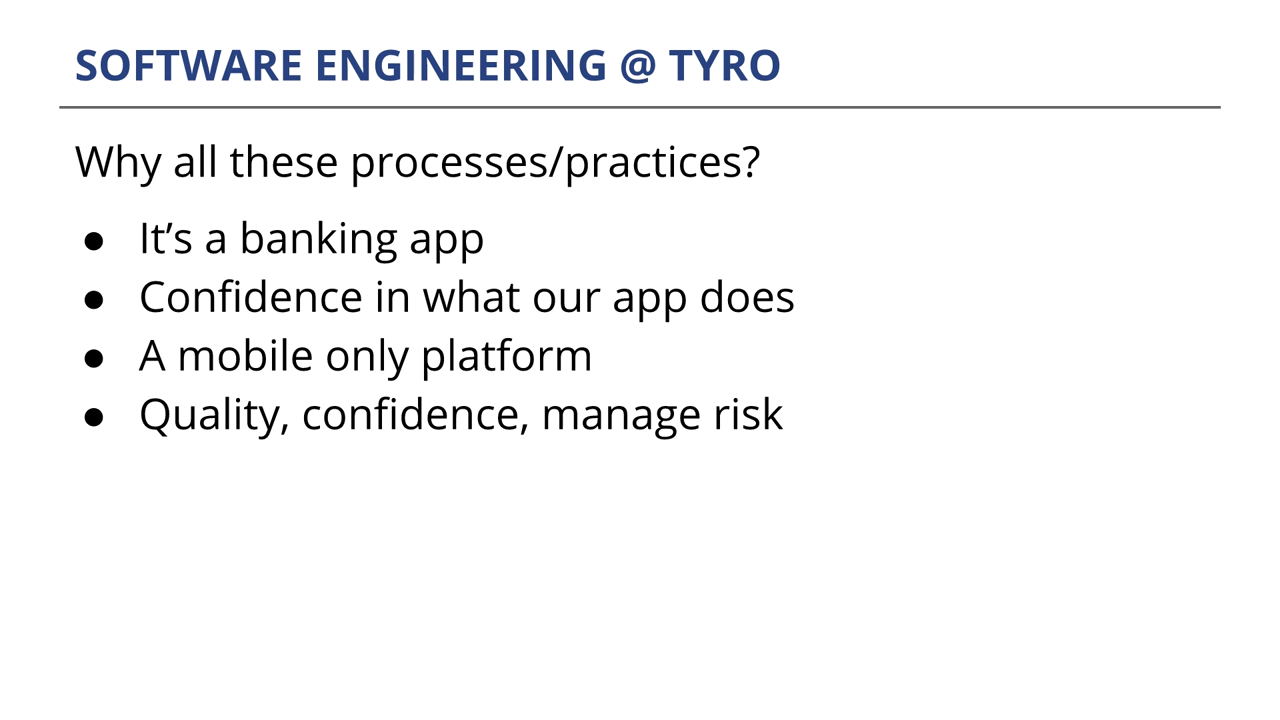 SOFTWARE ENGINEERING @ TYRO
Why all these processes/practices?
● It’s a banking app
● Confidence in what our app does
● A mobile only platform
● Quality, confidence, manage risk